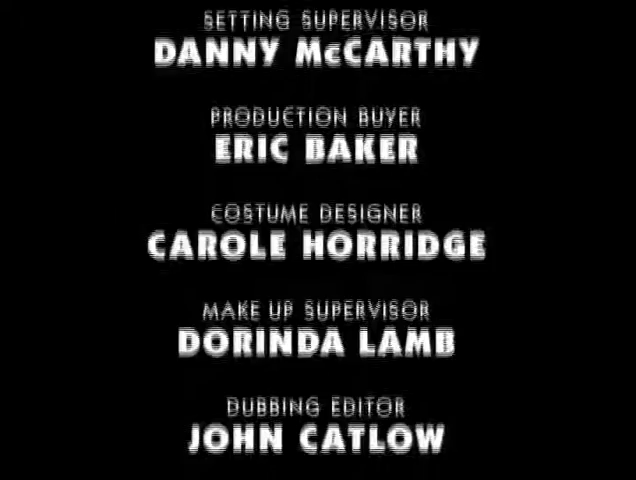 SETTING SUPERVISOR
DANNY McCARTHY
PRODUCTION BUYER
ERIC BAKER
COSTUME DESIGNER
CAROLE HORRIDGE
MAKE UP SUPERVISOR
DORINDA LAMB
DUBBING EDITOR
JOHN CATLOW